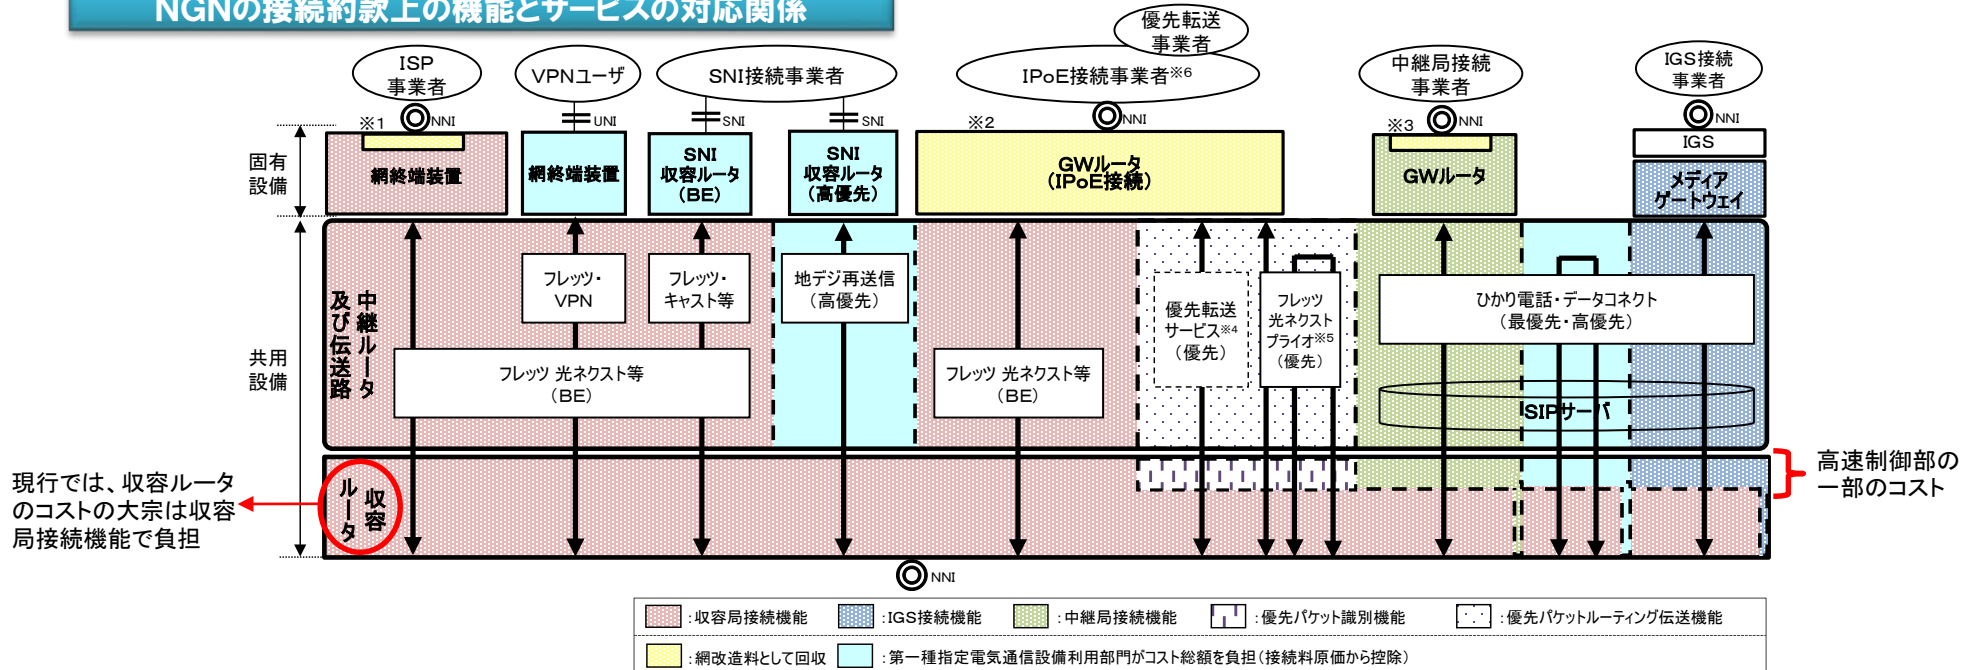 NGNの接続約款上の機能とサービスの対応関係
優先転送
事業者
ISP
事業者
VPNユーザ
SNI接続事業者
IPoE接続事業者※6
中継局接続
事業者
IGS接続
事業者
※1
NNI
UNI
SNI
SNI
※2
NNI
※3
NNI
NNI
固有
設備
網終端装置
網終端装置
SNI
収容ルータ
(BE)
SNI
収容ルータ
(高優先)
GWルータ
(IPoE接続)
GWルータ
IGS
メディア
ゲートウェイ
共用
設備
中継ルータ
及び伝送路
フレッツ・
VPN
フレッツ・
キャスト等
地デジ再送信
(高優先)
優先転送
サービス※4
(優先)
フレッツ
光ネクスト
プライオ※5
(優先)
ひかり電話・データコネクト
(最優先・高優先)
フレッツ 光ネクスト等
(BE)
フレッツ 光ネクスト等
(BE)
SIPサーバ
現行では、収容ルータ
のコストの大宗は収容
局接続機能で負担
収容
ルータ
高速制御部の
一部のコスト
NNI
:収容局接続機能
:IGS接続機能
:中継局接続機能
:優先パケット識別機能
:優先パケットルーティング伝送機能
:網改造料として回収
:第一種指定電気通信設備利用部門がコスト総額を負担(接続料原価から控除)